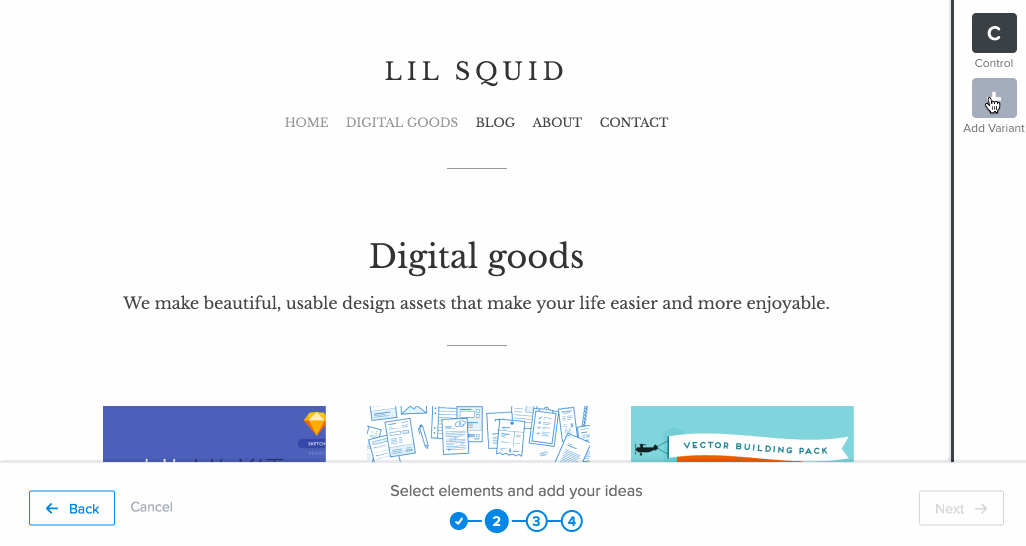 LIL SQUID
HOME DIGITAL GOODS BLOG ABOUT CONTACT
Digital goods
We make beautiful, usable design assets that make your life easier and more enjoyable.
VECTOR BUILDING PACK
C
Control
Add Variant
Select elements and add your ideas
Back
Cancel
2 3 4
Next